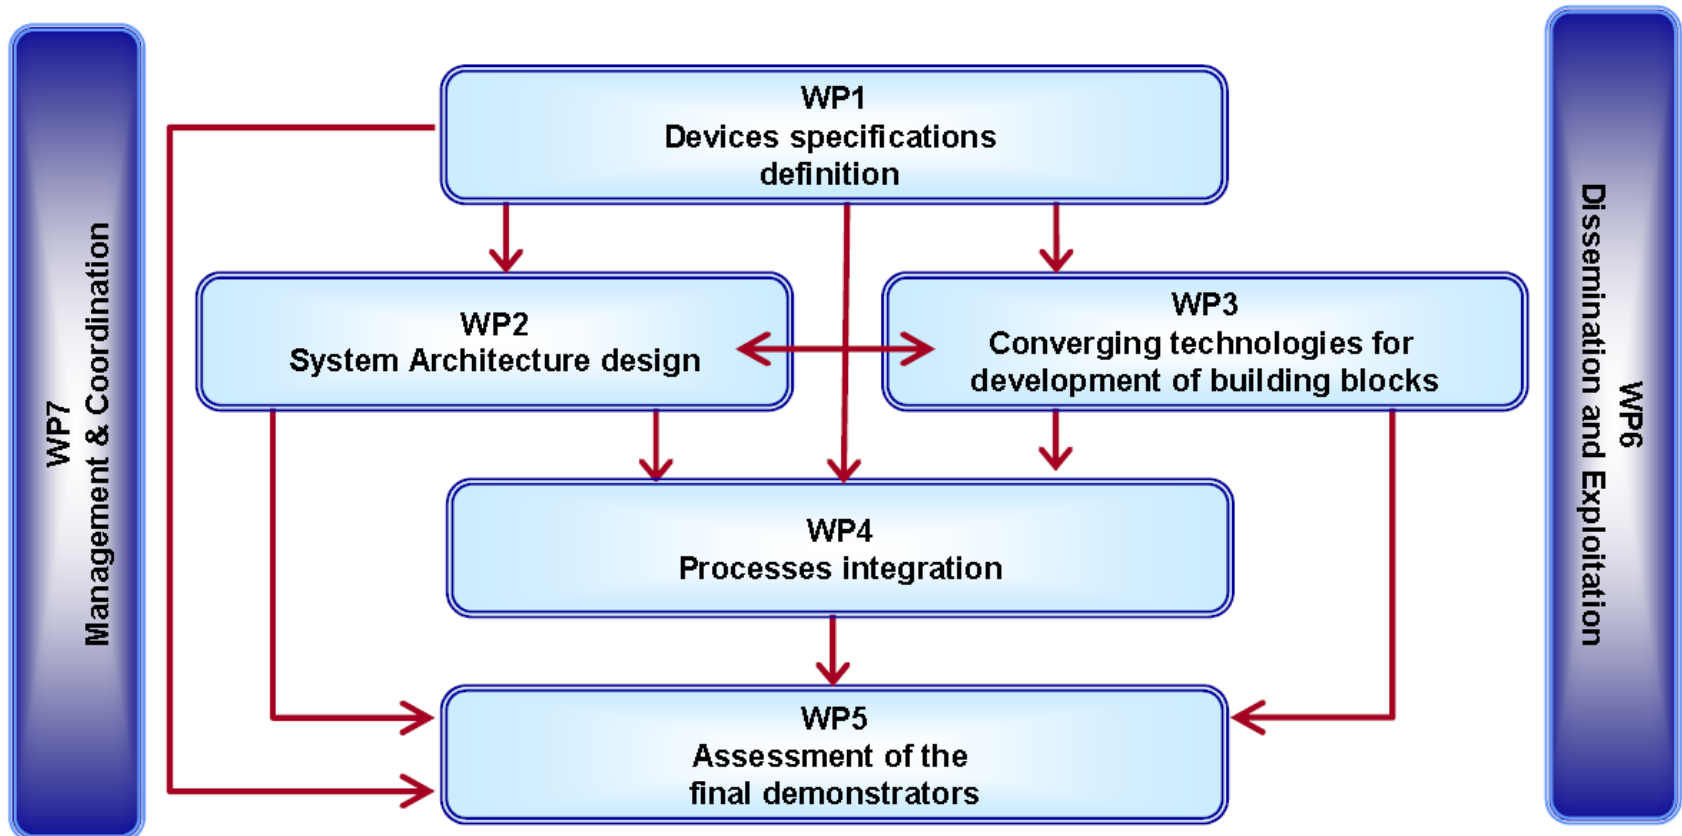 WP7
Management & Coordination
WP1
Devices specifications
definition
WP2
System Architecture design
WP3
Converging technologies for
development of building blocks
WP4
Processes integration
WP5
Assessment of the
final demonstrators
WP6
Dissemination and Exploitation